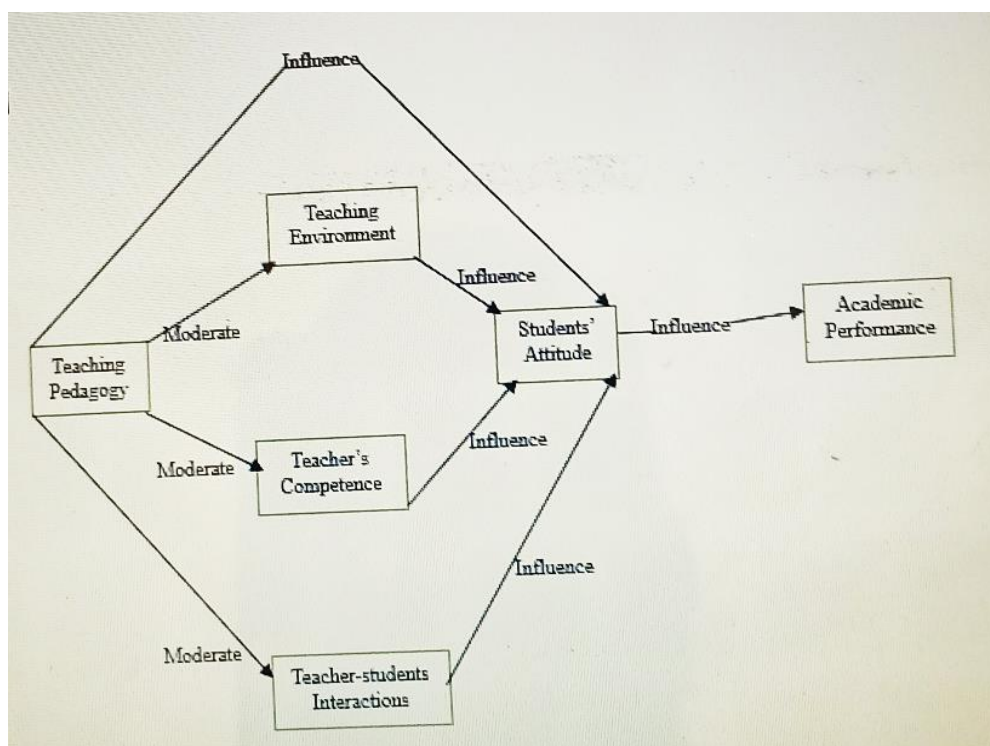 Influence
Teaching
Environment
Influence
Moderate
Students'
Attitude
Influence
Academic
Performance
Teaching
Pedagogy
Moderate
Teacher's
Competence
Influence
Influence
Moderate
Teacher-students
Interactions